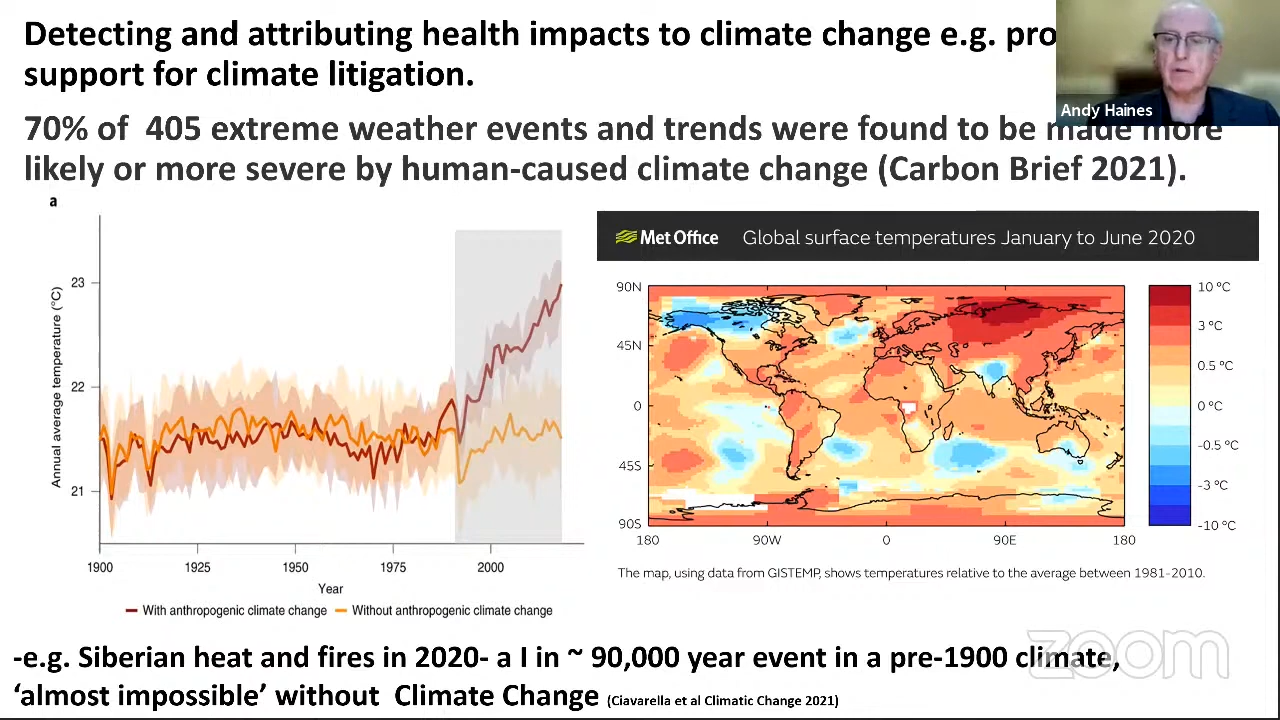 Detecting and attributing health impacts to climate change e.g.
support for climate litigation.
Andy Haines
70% of 405 extreme weather events and trends were found to be made more
likely or more severe by human-caused climate change (Carbon Brief 2021).
a
Annual average temperature (°C)
23
22
21
1900
1925
1950
1975
2000
Year
With anthropogenic climate change
Without anthropogenic climate change
Met Office
Global surface temperatures January to June 2020
90N
45N
0
45S
90S
180
90W
0
90E
180
10 °C
3 °C
0.5 °C
0 °C
-0.5 °C
-3 °C
-10 °C
The map, using data from GISTEMP, shows temperatures relative to the average between 1981-2010.
-e.g. Siberian heat and fires in 2020- a I in ~ 90,000 year event in a pre-1900 climate,
‘almost impossible’ without Climate Change (Ciavarella et al Climatic Change 2021)
zoom